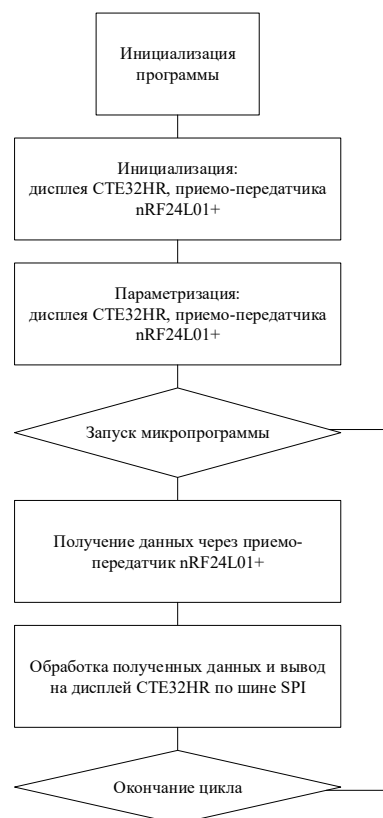 Инициализация
программы
Инициализация:
дисплея CTE32HR, приемо-передатчика
nRF24L01+
Параметризация:
дисплея CTE32HR, приемо-передатчика
nRF24L01+
Запуск микропрограммы
Получение данных через приемо-
передатчик nRF24L01+
Обработка полученных данных и вывод
на дисплей CTE32HR по шине SPI
Окончание цикла